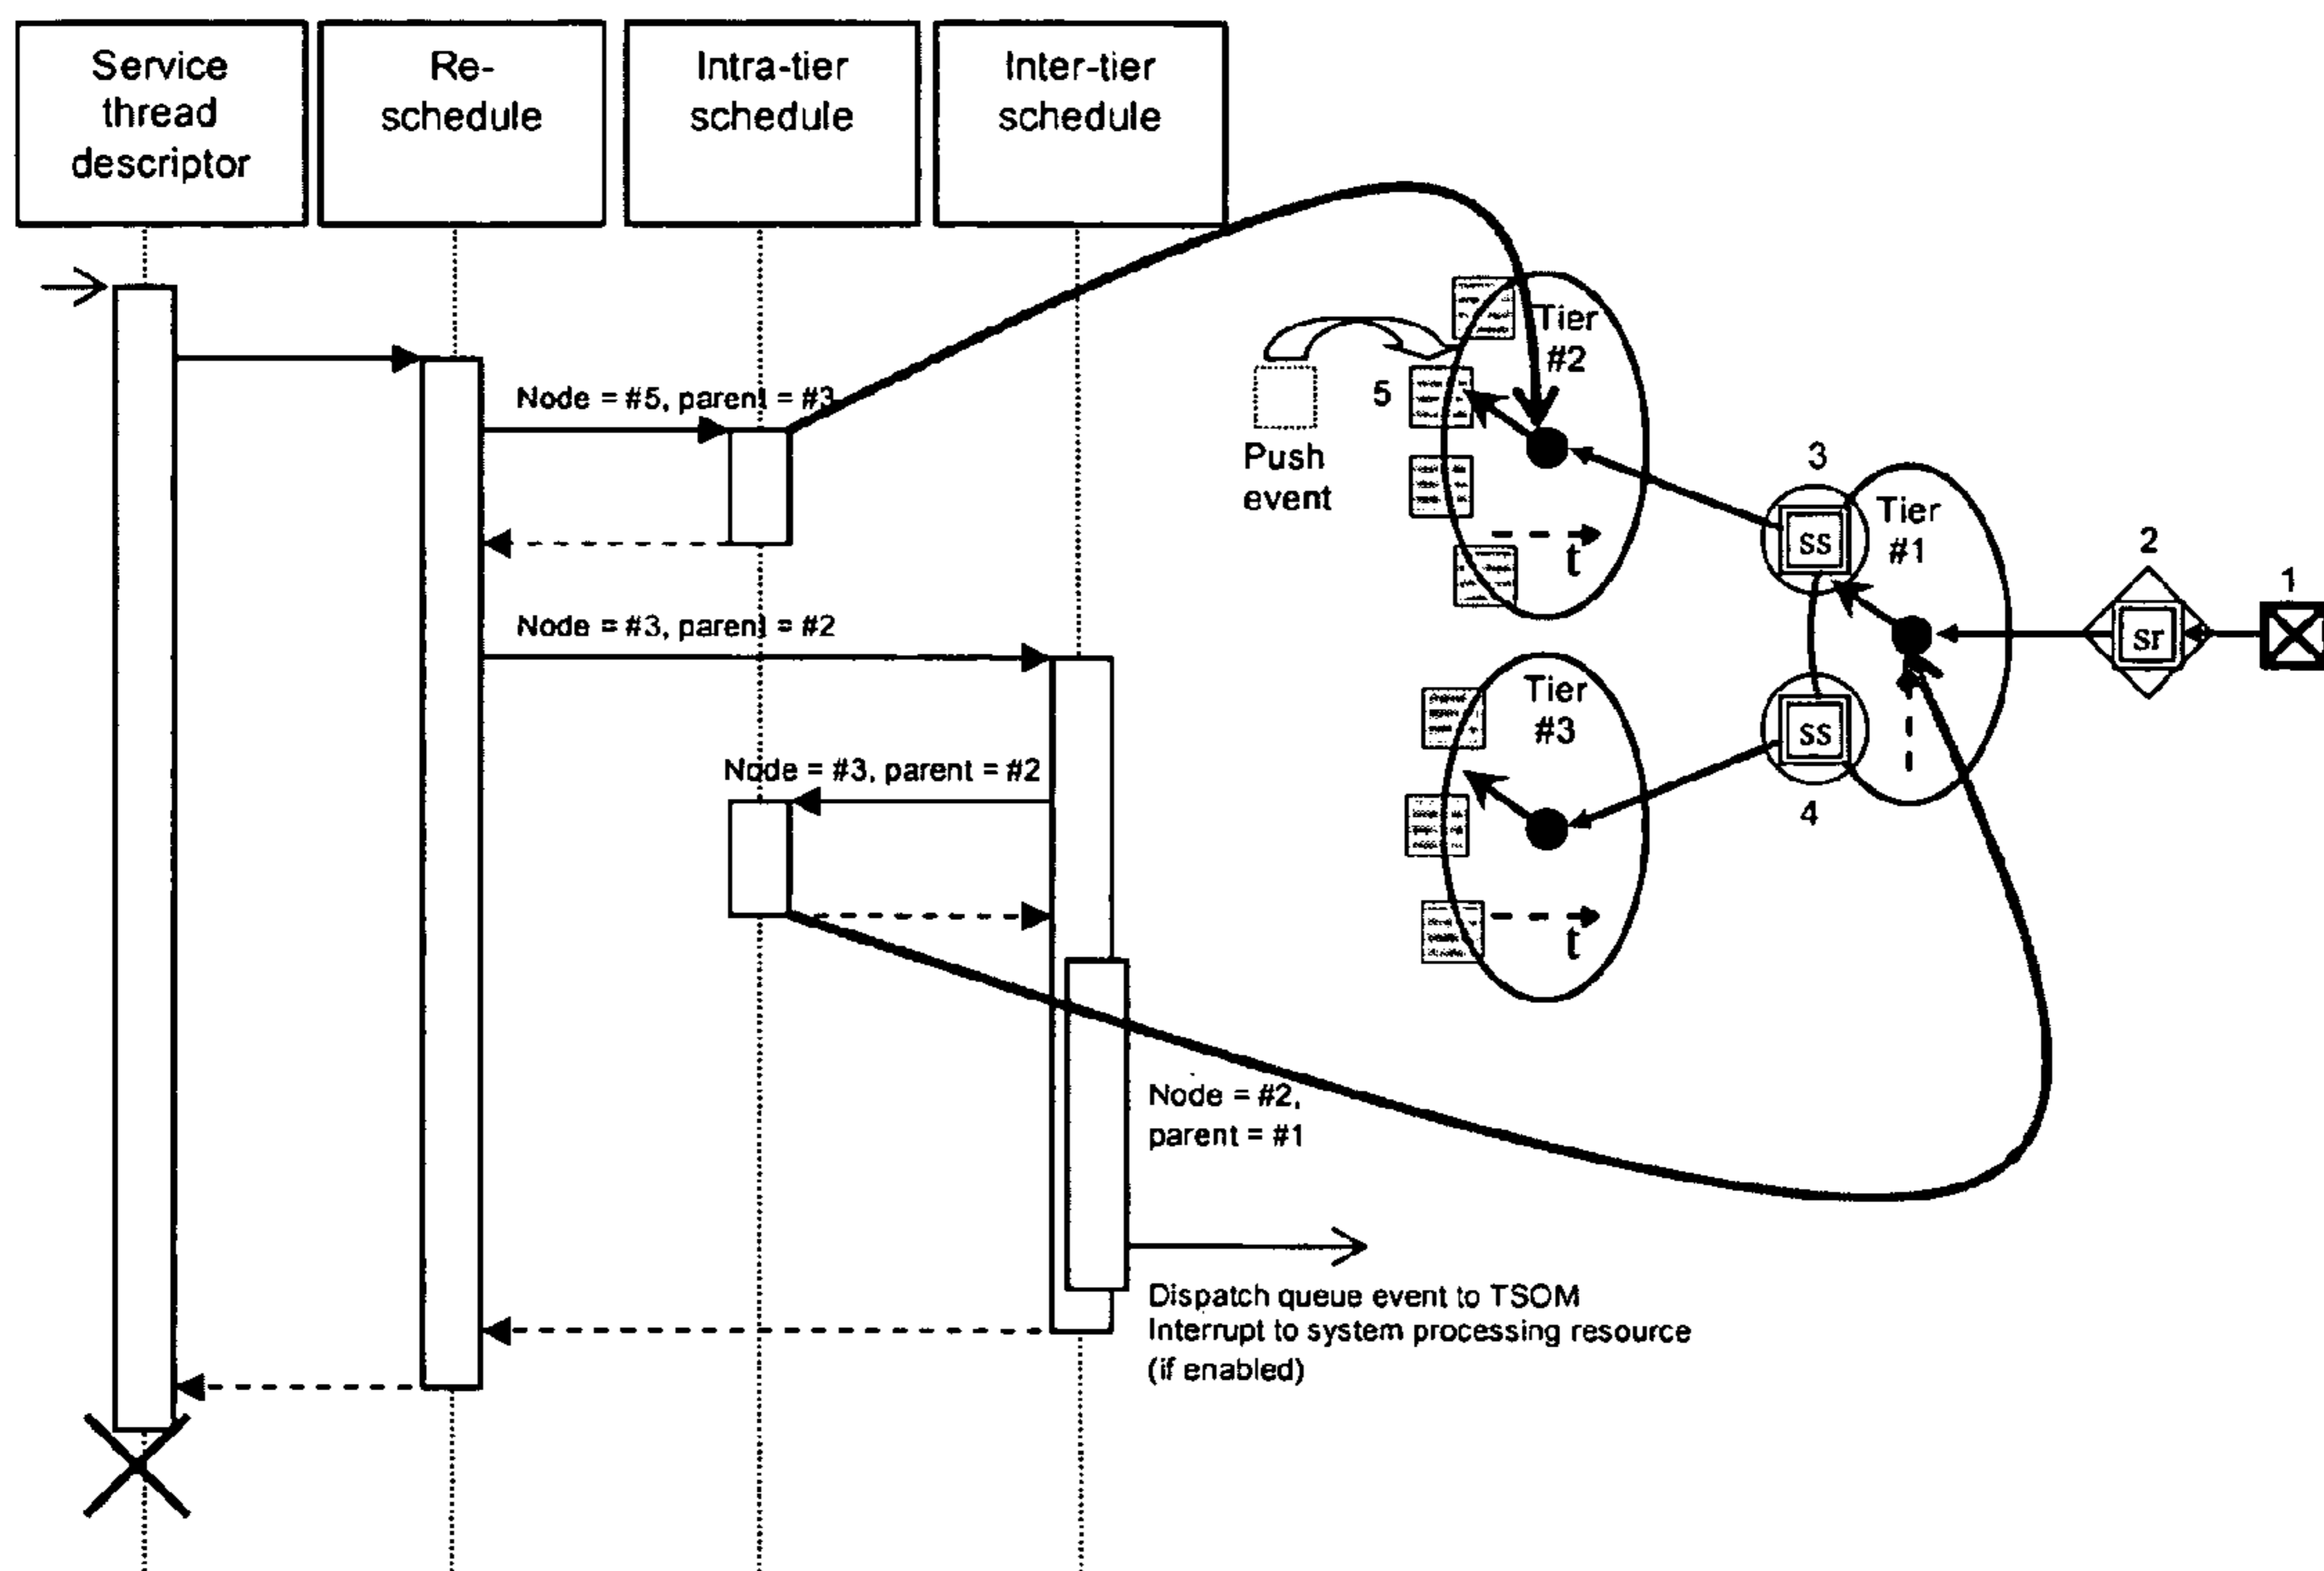 Service
thread
descriptor
Re-
schedule
Intra-tier
schedule
Inter-tier
schedule
Node = #5, parent = #3
Node = #3, parent = #2
Node = #3, parent = #2
Node = #2,
parent = #1
Dispatch queue event to TSOM
Interrupt to system processing resource
(if enabled)
Push
event
5
Tier
#2
t
3
ss
Tier
#1
2
sr
1
Tier
#3
t
ss
4